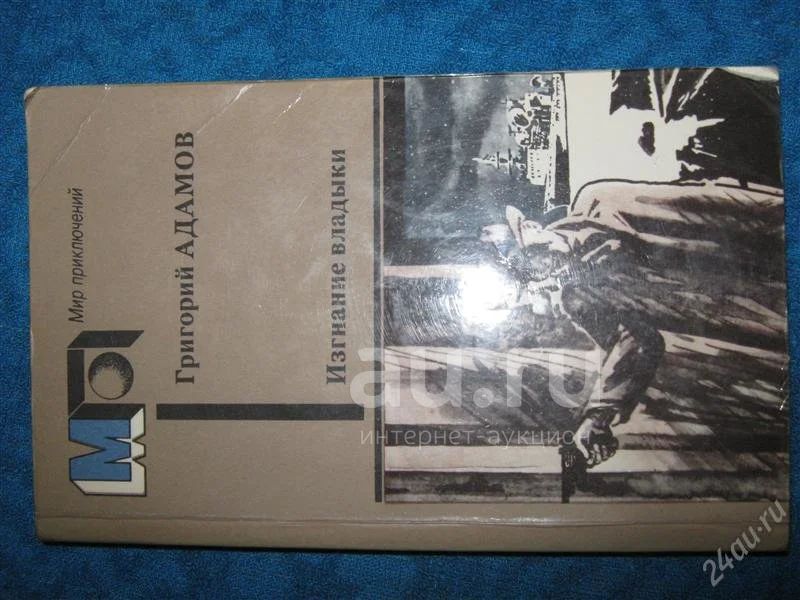 М
Мир приключений
Григорий АДАМОВ
Изгнание владыки
au.ru
интернет-аукцион
24au.ru